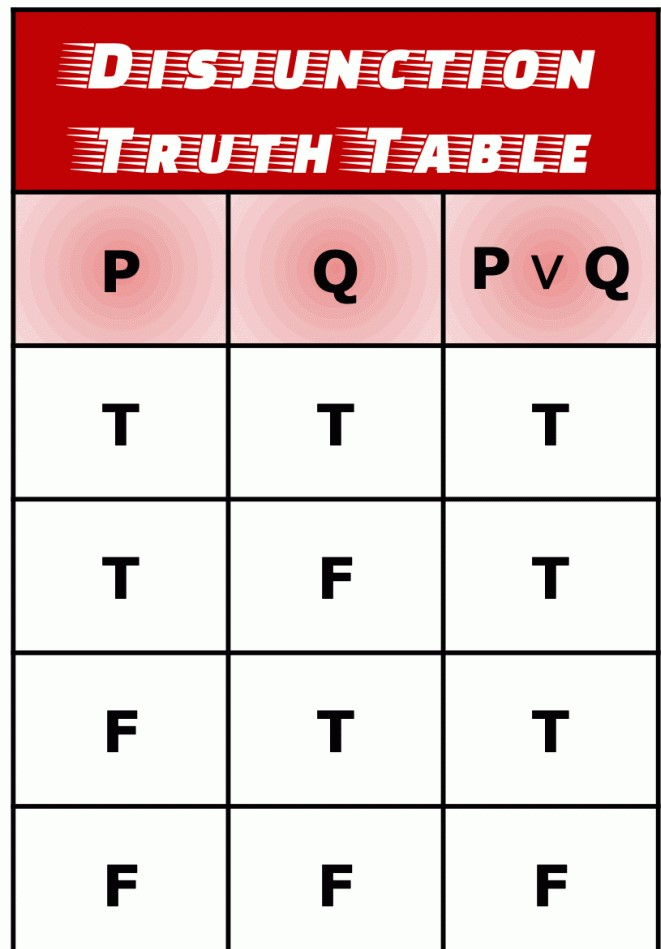 DISJUNCTION
TRUTH TABLE
P Q P ∨ Q
T T T
T F T
F T T
F F F